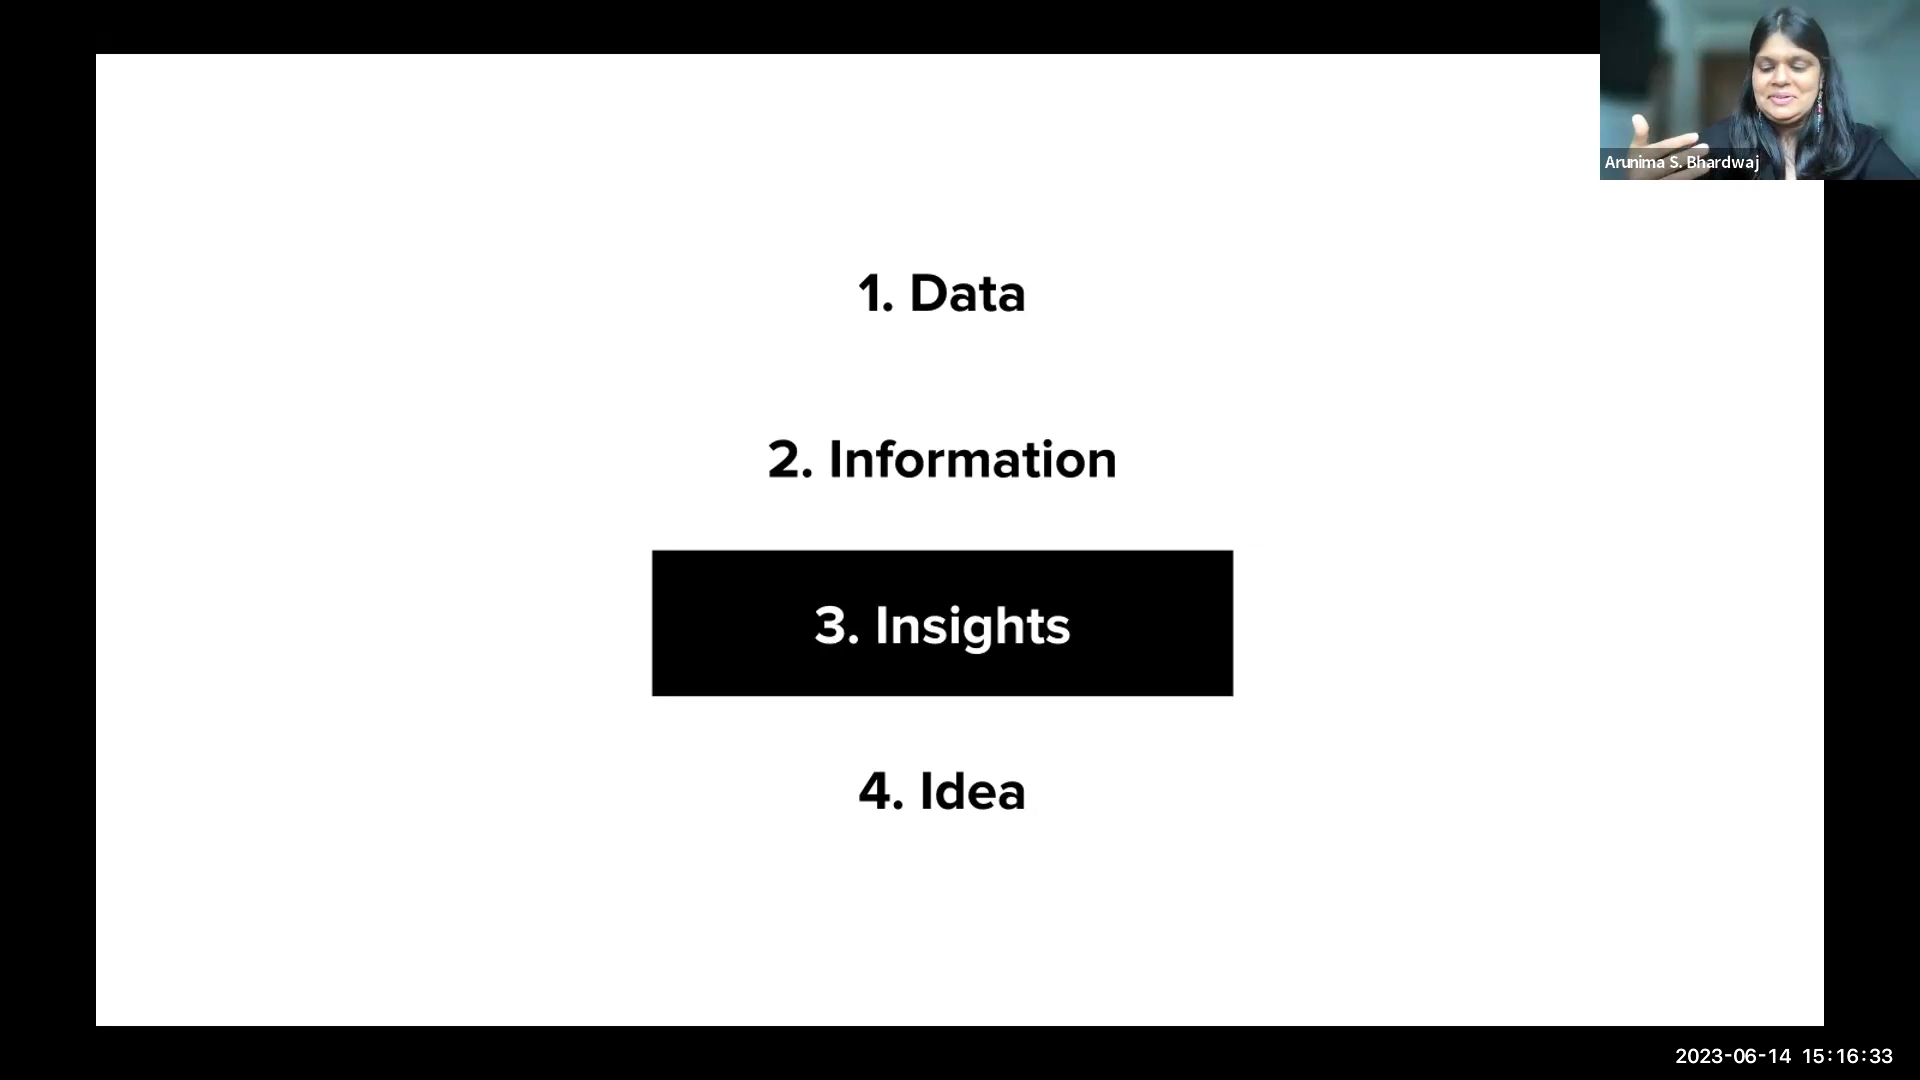 Arunima S. Bhardwaj
1. Data
2. Information
3. Insights
4. Idea
2023-06-14 15:16:33